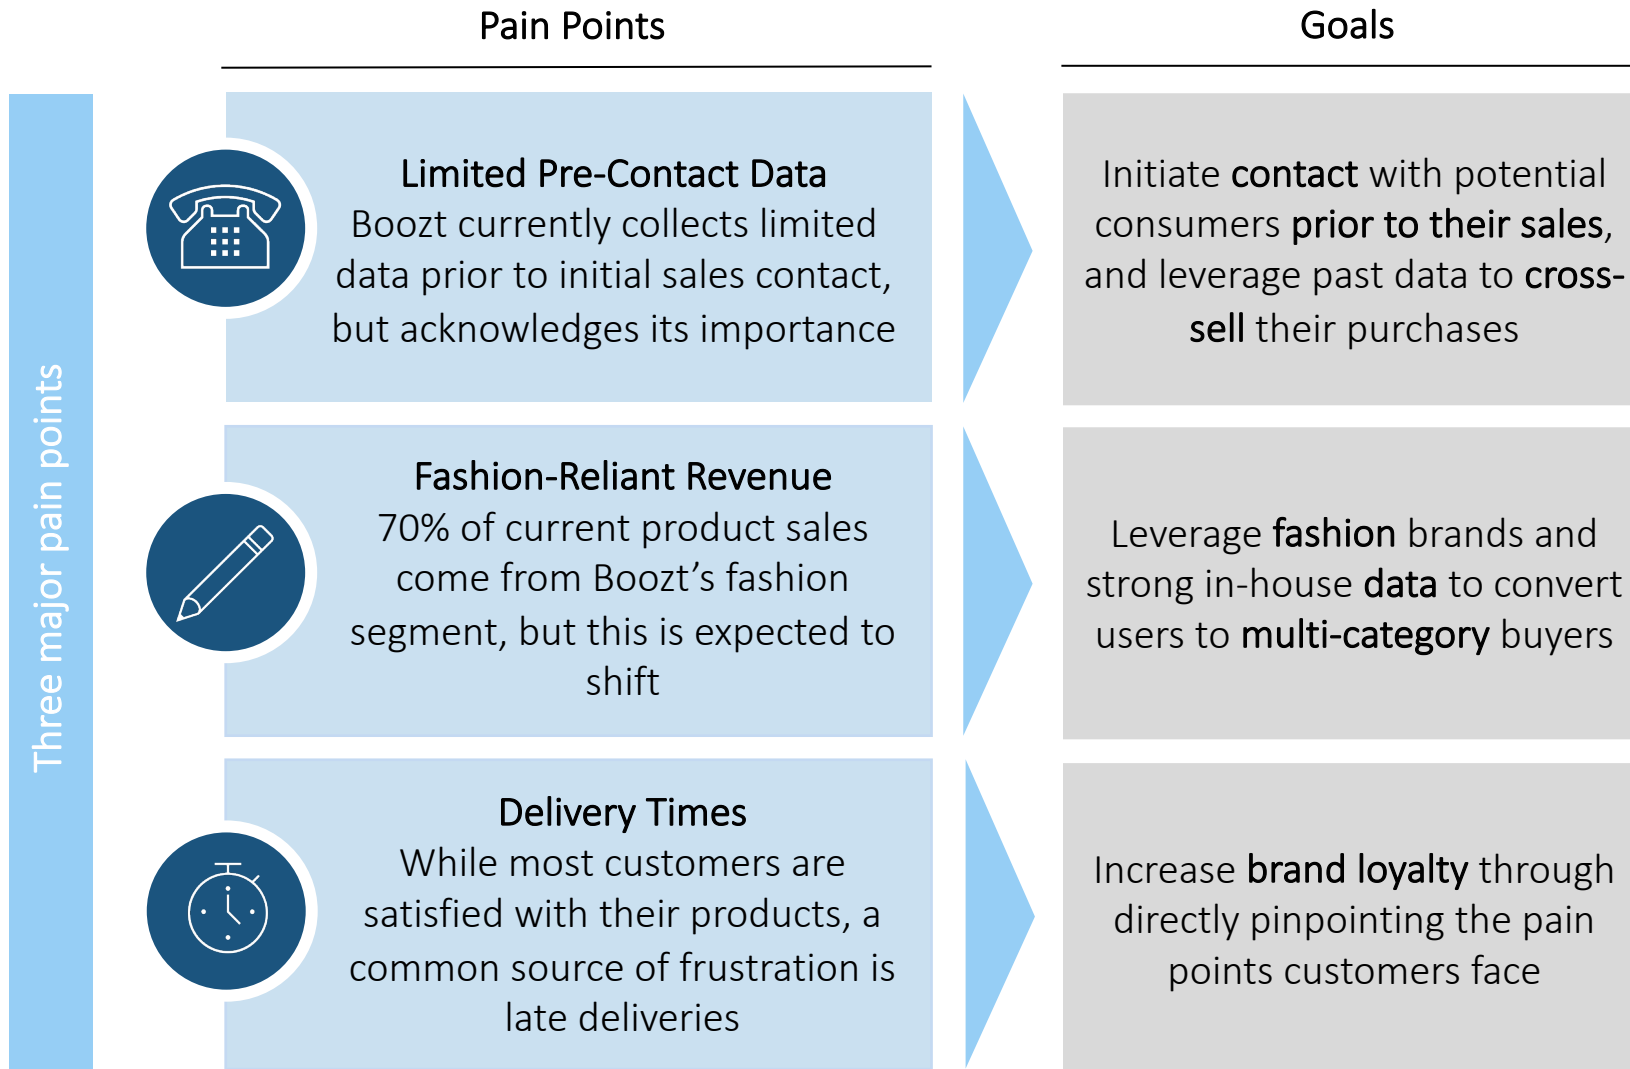 Pain Points
Goals
Three major pain points
Limited Pre-Contact Data
Boozt currently collects limited
data prior to initial sales contact,
but acknowledges its importance
Initiate contact with potential
consumers prior to their sales,
and leverage past data to cross-
sell their purchases
Fashion-Reliant Revenue
70% of current product sales
come from Boozt’s fashion
segment, but this is expected to
shift
Leverage fashion brands and
strong in-house data to convert
users to multi-category buyers
Delivery Times
While most customers are
satisfied with their products, a
common source of frustration is
late deliveries
Increase brand loyalty through
directly pinpointing the pain
points customers face